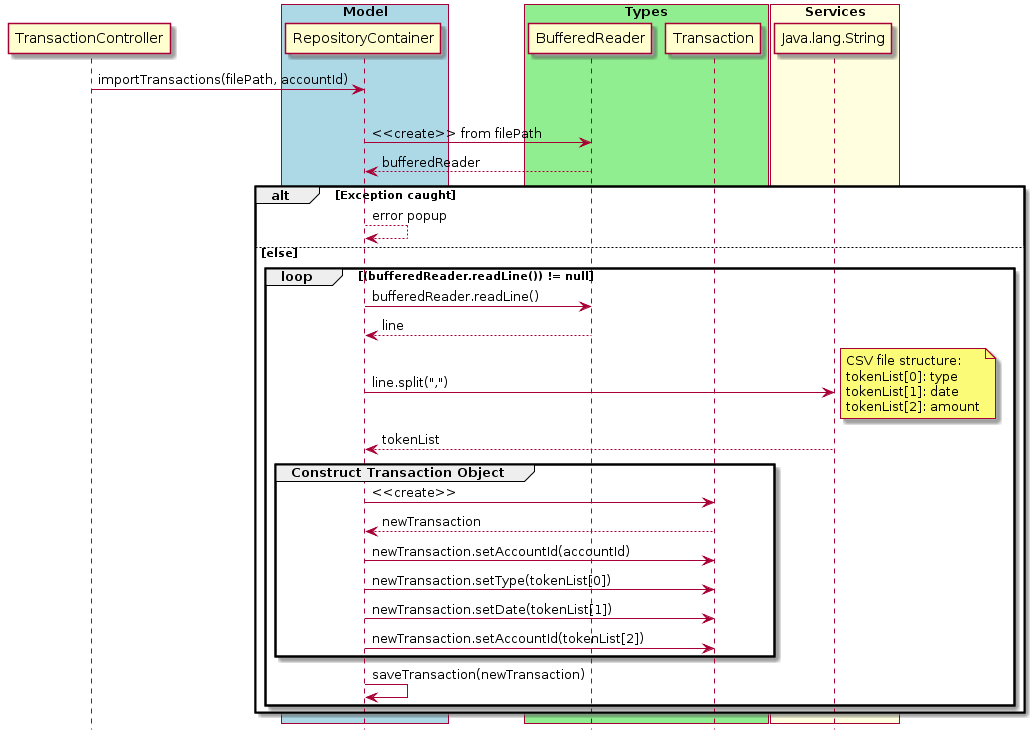 Model
Types
Services
TransactionController
RepositoryContainer
BufferedReader
Transaction
Java.lang.String
importTransactions(filePath, accountId)
<<create>> from filePath
bufferedReader
alt
[Exception caught]
error popup
[else]
loop
[(bufferedReader.readLine()) != null]
bufferedReader.readLine()
line
CSV file structure:
tokenList[0]: type
tokenList[1]: date
tokenList[2]: amount
line.split(",")
tokenList
Construct Transaction Object
<<create>>
newTransaction
newTransaction.setAccountId(accountId)
newTransaction.setType(tokenList[0])
newTransaction.setDate(tokenList[1])
newTransaction.setAccountId(tokenList[2])
saveTransaction(newTransaction)